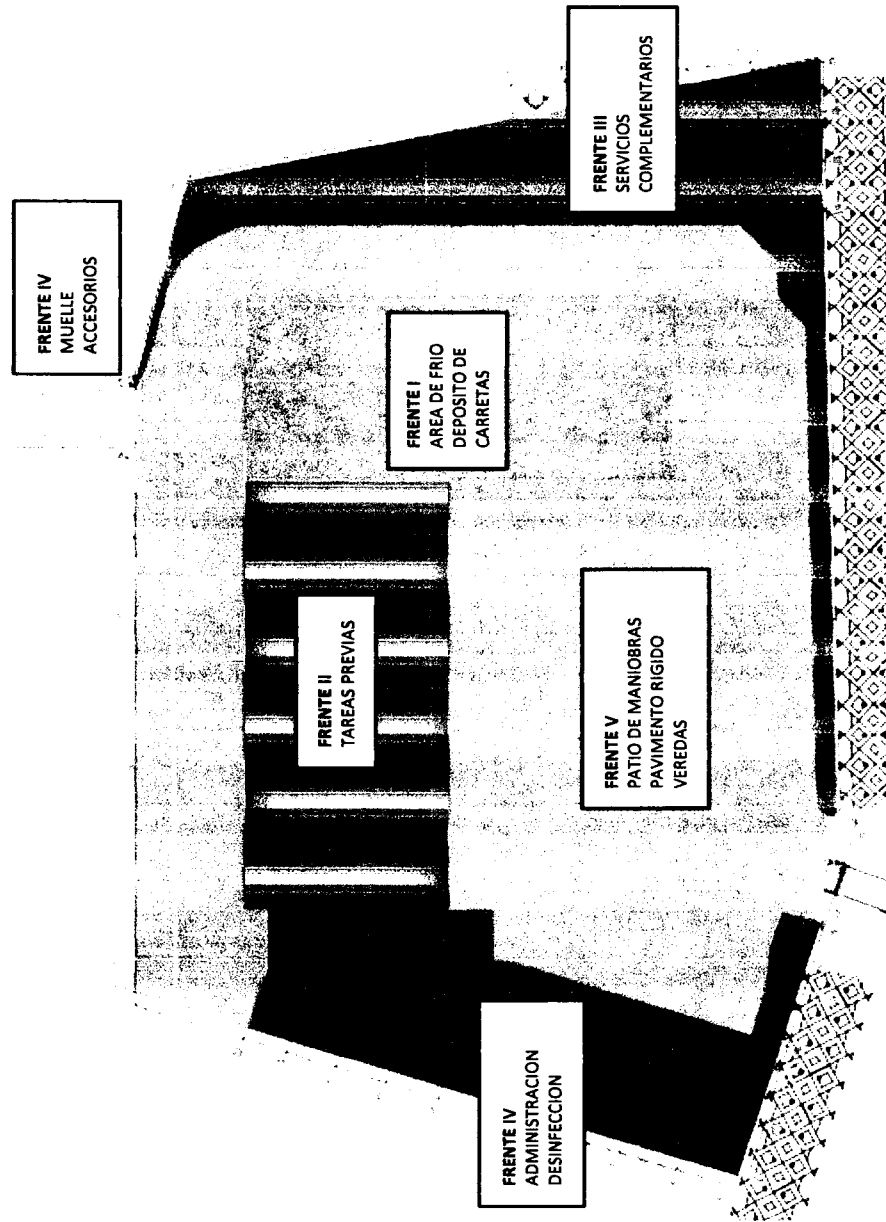 FRENTE IV
MUELLE
ACCESORIOS
FRENTE III
SERVICIOS
COMPLEMENTARIOS
FRENTE I
AREA DE FRIO
DEPOSITO DE
CARRETAS
FRENTE II
TAREAS PREVIAS
FRENTE V
PATIO DE MANIOBRAS
PAVIMENTO RIGIDO
VEREDAS
FRENTE IV
ADMINISTRACION
DESINFECCION